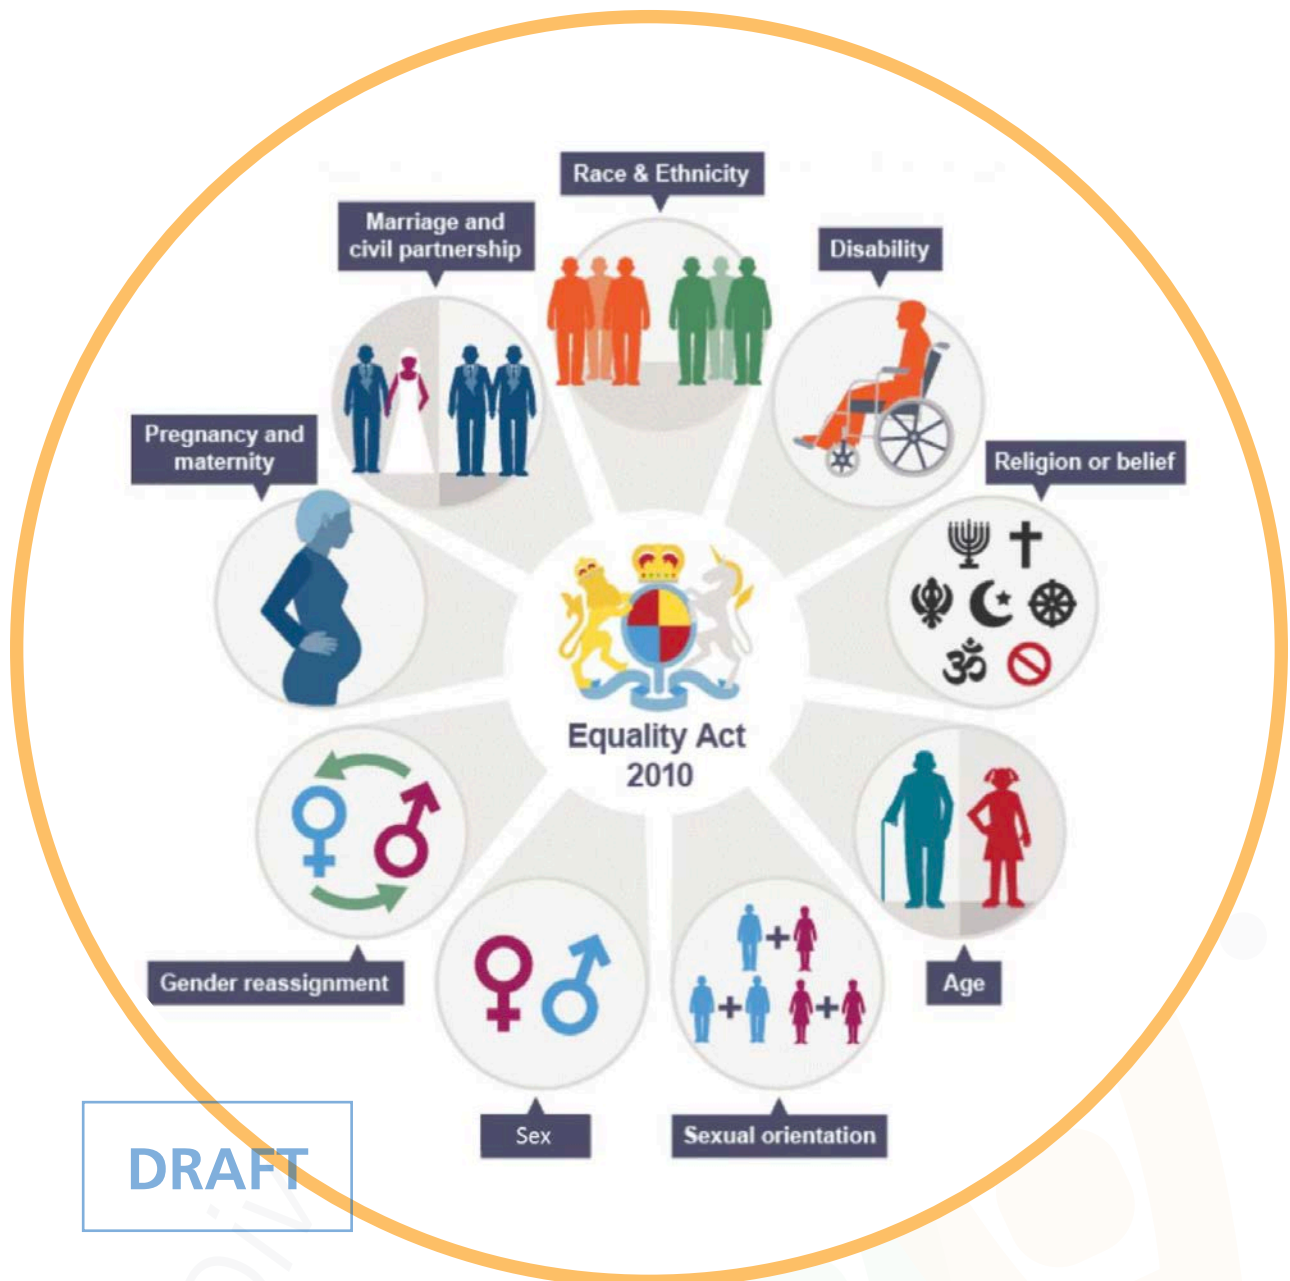 Race & Ethnicity
Marriage and
civil partnership
Disability
Pregnancy and
maternity
Religion or belief
Equality Act
2010
Gender reassignment
Age
Sex
Sexual orientation
DRAFT